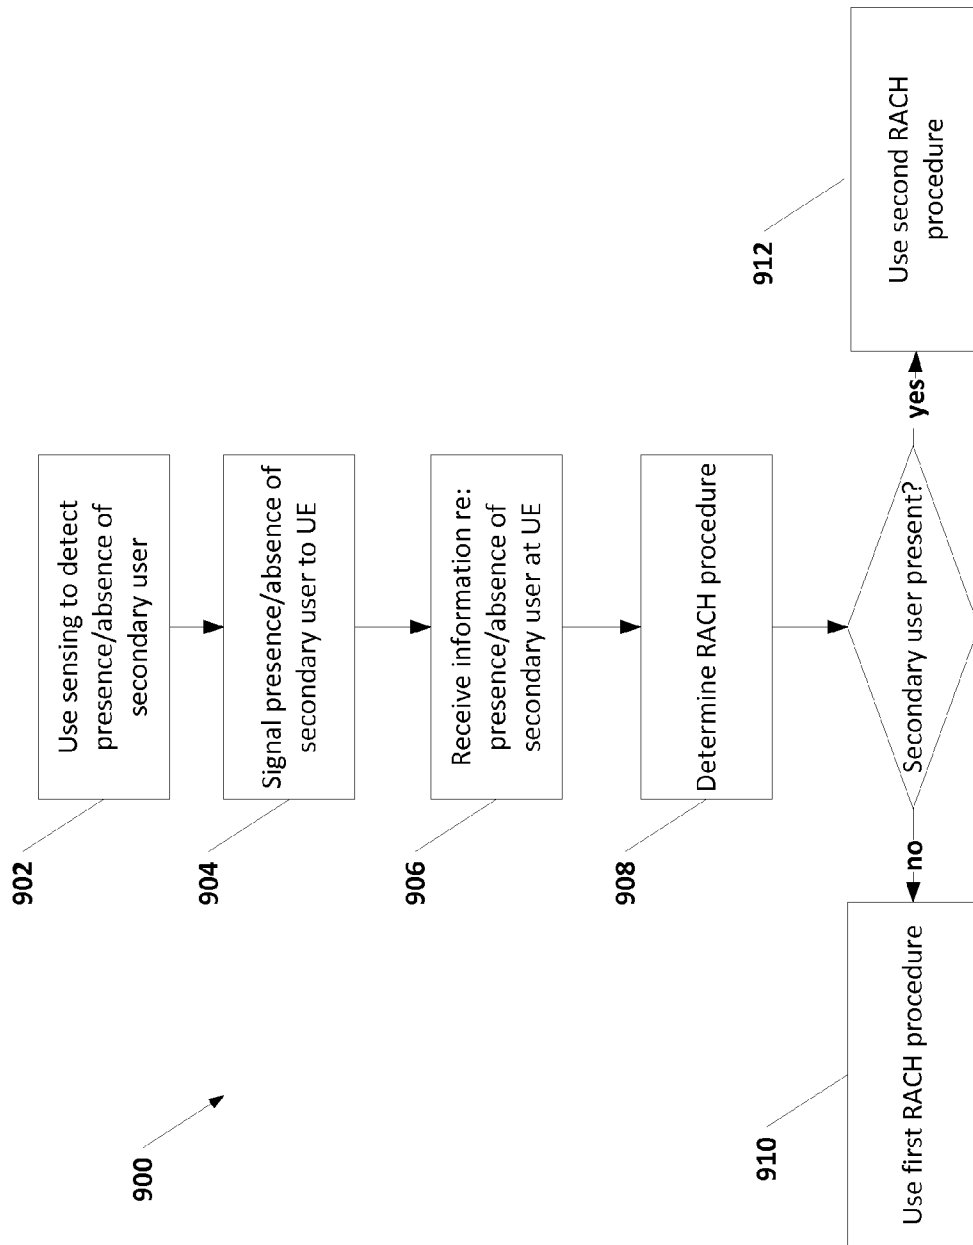 900
902
Use sensing to detect
presence/absence of
secondary user
904
Signal presence/absence of
secondary user to UE
906
Receive information re:
presence/absence of
secondary user at UE
908
Determine RACH procedure
Secondary user present?
no
yes
910
Use first RACH procedure
912
Use second RACH
procedure